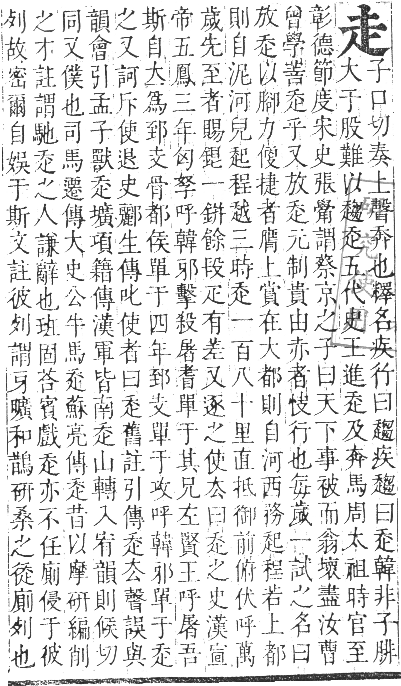 走
子口切奏上聲奔也釋名疾行曰趨疾趨曰走韓非子腓
大于股難以趨走五代史王進走及奔馬周太祖時官至
彰德節度宋史張觷謂蔡京之子曰天下事被而翁壞盡汝曹
曾學善走乎又放走元制貴由赤者快行也每歲一試之名曰
放走以腳力便捷者膺上賞在大都則自河西務起程若上都
則自泥河兒起程越三時走一百八十里直抵御前俯伏呼萬
歲先至者賜銀一鉼餘段疋有差又逐之使去曰走之史漢宣
帝五鳳三年匈奴呼韓邪擊殺屠耆單于其兄左賢王呼屠吾
斯自大爲郅支骨都侯單于四年郅支單于攻呼韓邪單于走
之又訶斥使退史酈生傳叱使者曰走舊註引傳走去聲誤與
韻會引孟子獸走壙項籍傳漢軍皆南走山轉入宥韻則候切
同又僕也司馬遷傳大史公牛馬走蘇亮傳走昔以摩研編削
之才註謂馳走之人謙辭也班固荅賓戲走亦不任廁侵于彼
列故密爾自娛于斯文註彼列謂牙曠和鵲研桑之徒廁列也